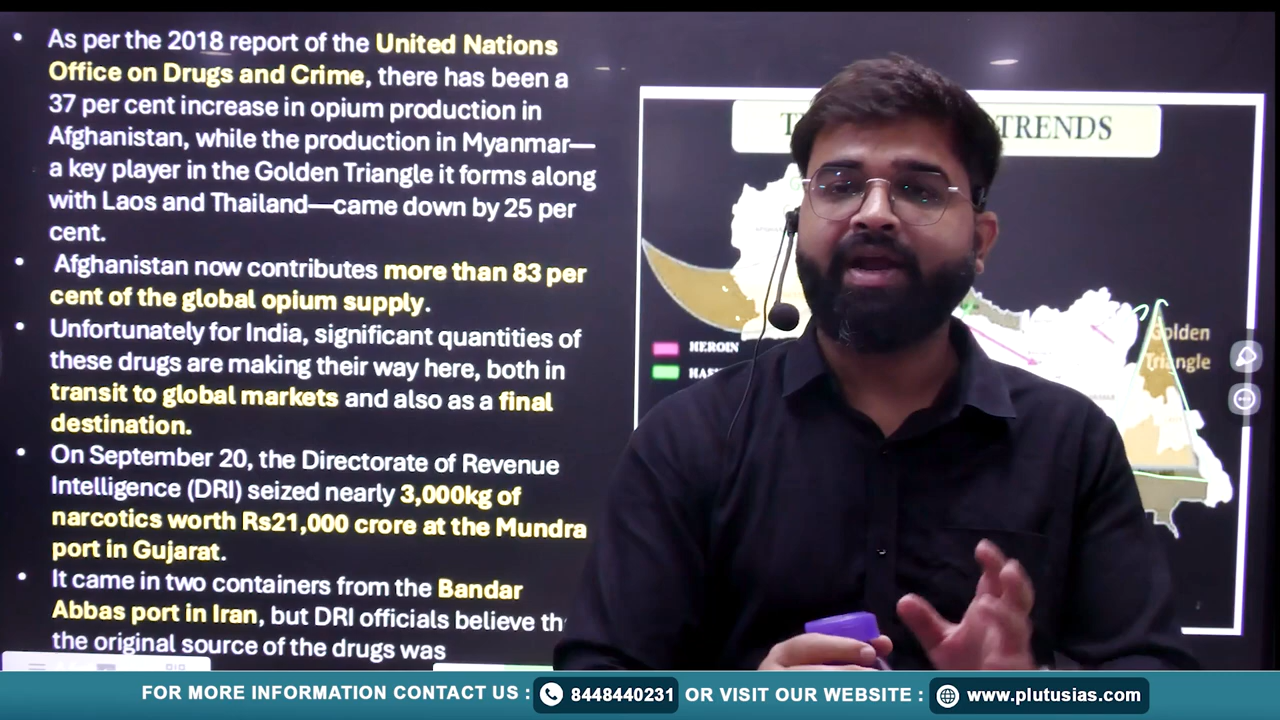 • As per the 2018 report of the United Nations
Office on Drugs and Crime, there has been a
37 per cent increase in opium production in
Afghanistan, while the production in Myanmar—
a key player in the Golden Triangle it forms along
with Laos and Thailand—came down by 25 per
cent.
• Afghanistan now contributes more than 83 per
cent of the global opium supply.
• Unfortunately for India, significant quantities of
these drugs are making their way here, both in
transit to global markets and also as a final
destination.
• On September 20, the Directorate of Revenue
Intelligence (DRI) seized nearly 3,000kg of
narcotics worth Rs21,000 crore at the Mundra
port in Gujarat.
• It came in two containers from the Bandar
Abbas port in Iran, but DRI officials believe th
the original source of the drugs was
TRENDS
HEROIN
Golden
Triangle
FOR MORE INFORMATION CONTACT US : 8448440231 OR VISIT OUR WEBSITE : www.plutusias.com